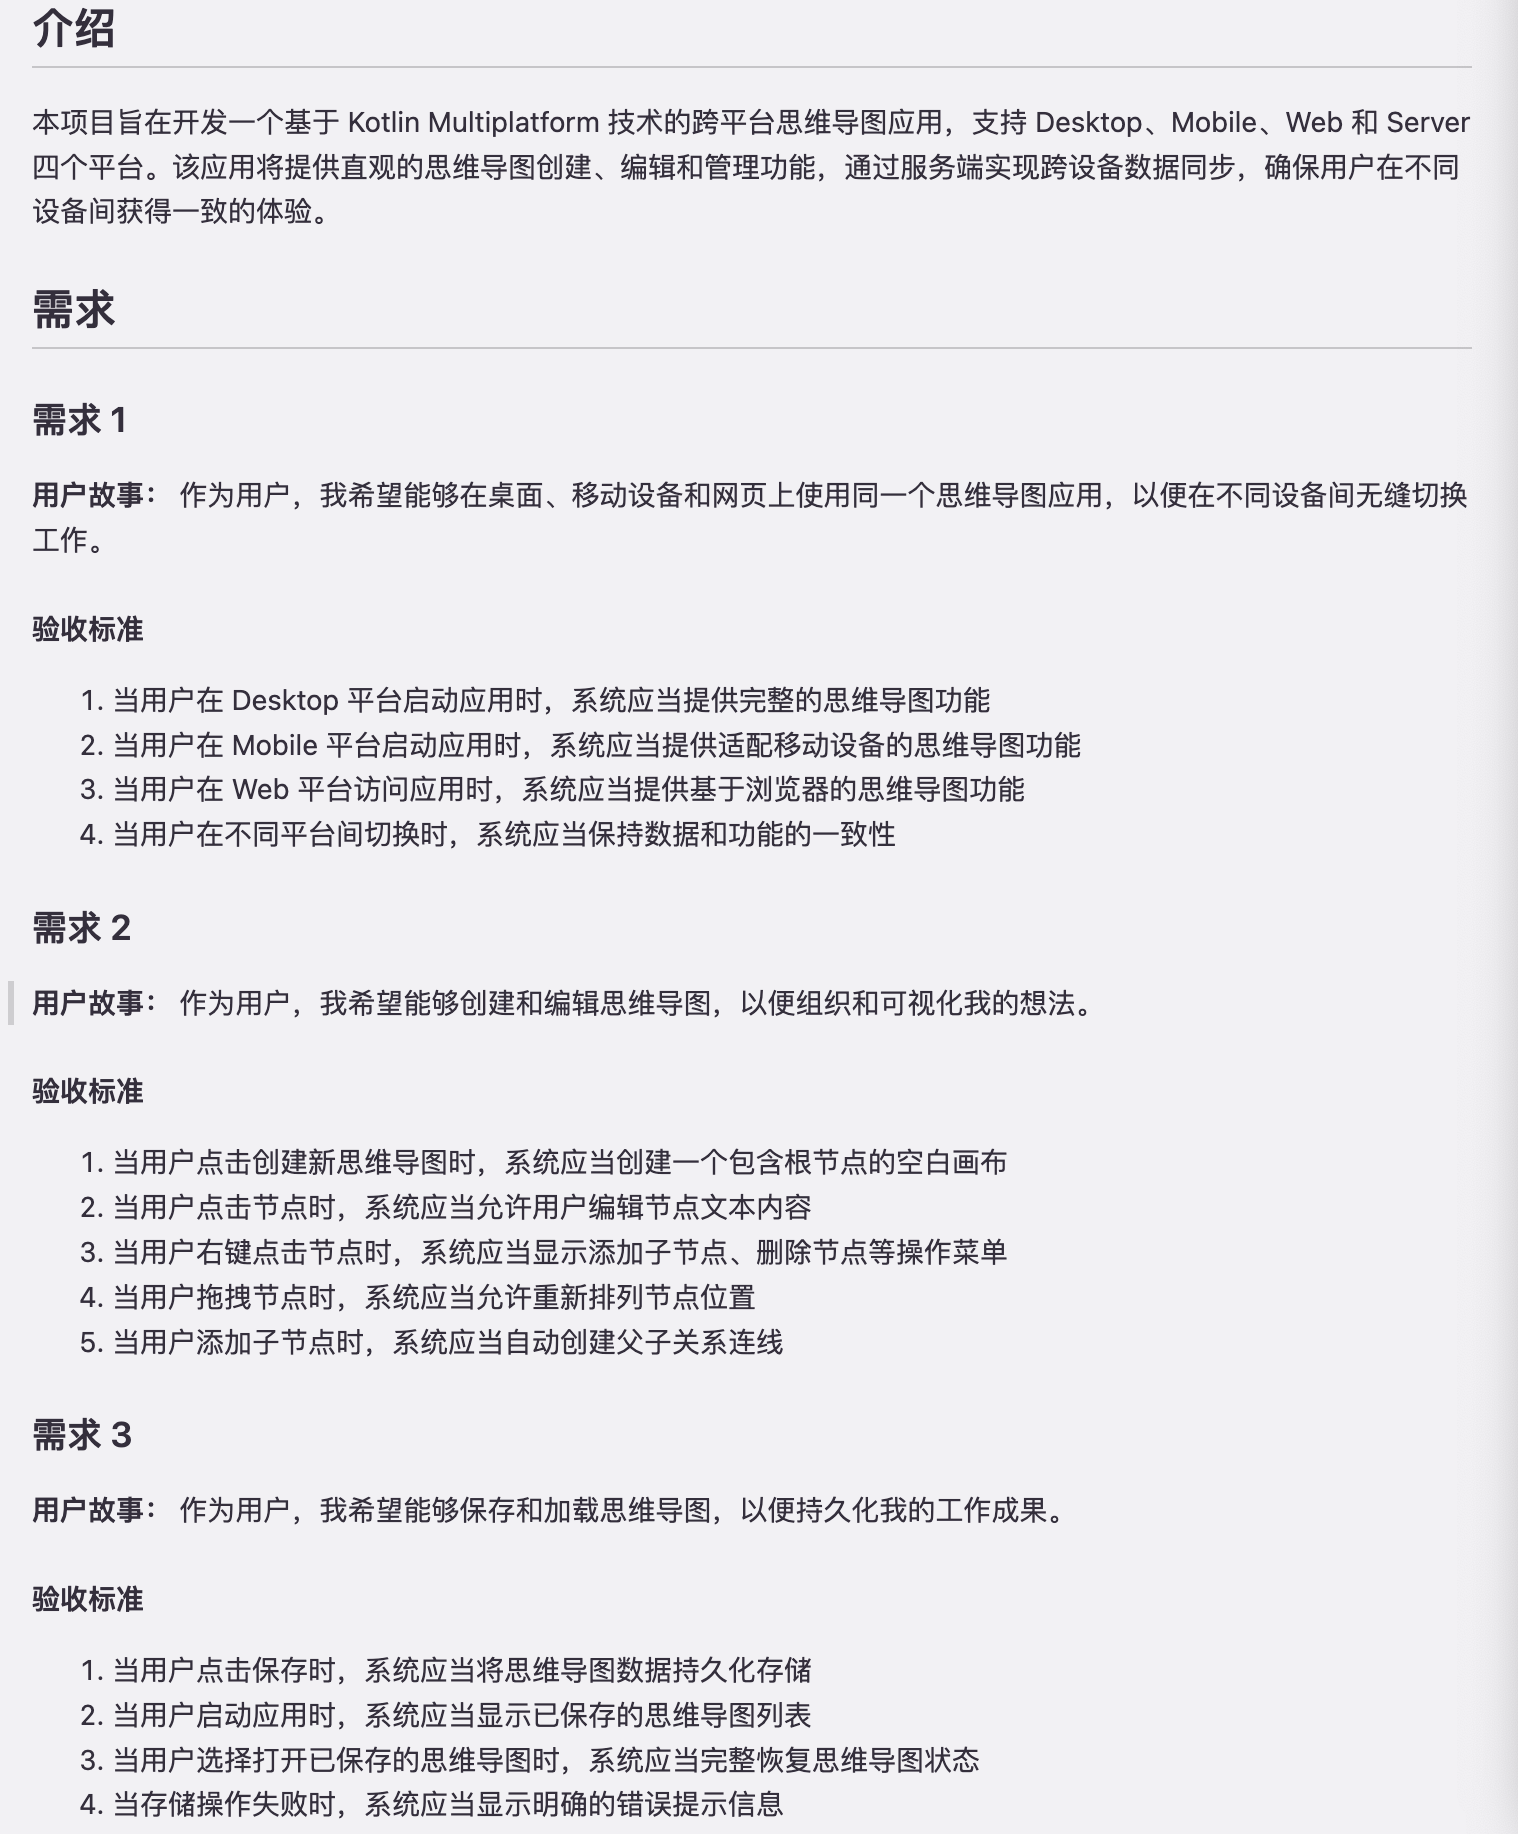 介绍
本项目旨在开发一个基于 Kotlin Multiplatform 技术的跨平台思维导图应用，支持 Desktop、Mobile、Web 和 Server
四个平台。该应用将提供直观的思维导图创建、编辑和管理功能，通过服务端实现跨设备数据同步，确保用户在不同
设备间获得一致的体验。
需求
需求 1
用户故事： 作为用户，我希望能够在桌面、移动设备和网页上使用同一个思维导图应用，以便在不同设备间无缝切换
工作。
验收标准
1. 当用户在 Desktop 平台启动应用时，系统应当提供完整的思维导图功能
2. 当用户在 Mobile 平台启动应用时，系统应当提供适配移动设备的思维导图功能
3. 当用户在 Web 平台访问应用时，系统应当提供基于浏览器的思维导图功能
4. 当用户在不同平台间切换时，系统应当保持数据和功能的一致性
需求 2
用户故事： 作为用户，我希望能够创建和编辑思维导图，以便组织和可视化我的想法。
验收标准
1. 当用户点击创建新思维导图时，系统应当创建一个包含根节点的空白画布
2. 当用户点击节点时，系统应当允许用户编辑节点文本内容
3. 当用户右键点击节点时，系统应当显示添加子节点、删除节点等操作菜单
4. 当用户拖拽节点时，系统应当允许重新排列节点位置
5. 当用户添加子节点时，系统应当自动创建父子关系连线
需求 3
用户故事： 作为用户，我希望能够保存和加载思维导图，以便持久化我的工作成果。
验收标准
1. 当用户点击保存时，系统应当将思维导图数据持久化存储
2. 当用户启动应用时，系统应当显示已保存的思维导图列表
3. 当用户选择打开已保存的思维导图时，系统应当完整恢复思维导图状态
4. 当存储操作失败时，系统应当显示明确的错误提示信息